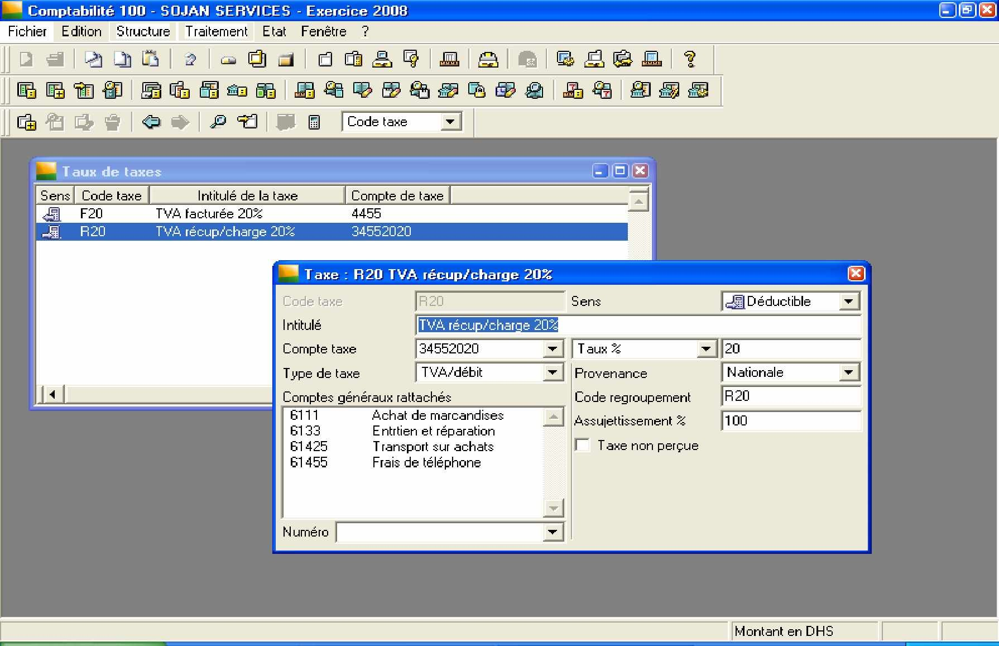 Comptabilité 100 - SOJAN SERVICES - Exercice 2008
Fichier Edition Structure Traitement Etat Fenêtre ?
Code taxe
Taux de taxes
Sens Code taxe Intitulé de la taxe Compte de taxe
F20 TVA facturée 20% 4455
R20 TVA récup/charge 20% 34552020
Taxe : R20 TVA récup/charge 20%
Code taxe R20 Sens Déductible
Intitulé TVA récup/charge 20%
Compte taxe 34552020 Taux % 20
Type de taxe TVA/débit Provenance Nationale
Comptes généraux rattachés Code regroupement R20
6111 Achat de marcandises
6133 Entrtien et réparation
61425 Transport sur achats
61455 Frais de téléphone
Assujettissement % 100
Taxe non perçue
Numéro
Montant en DHS